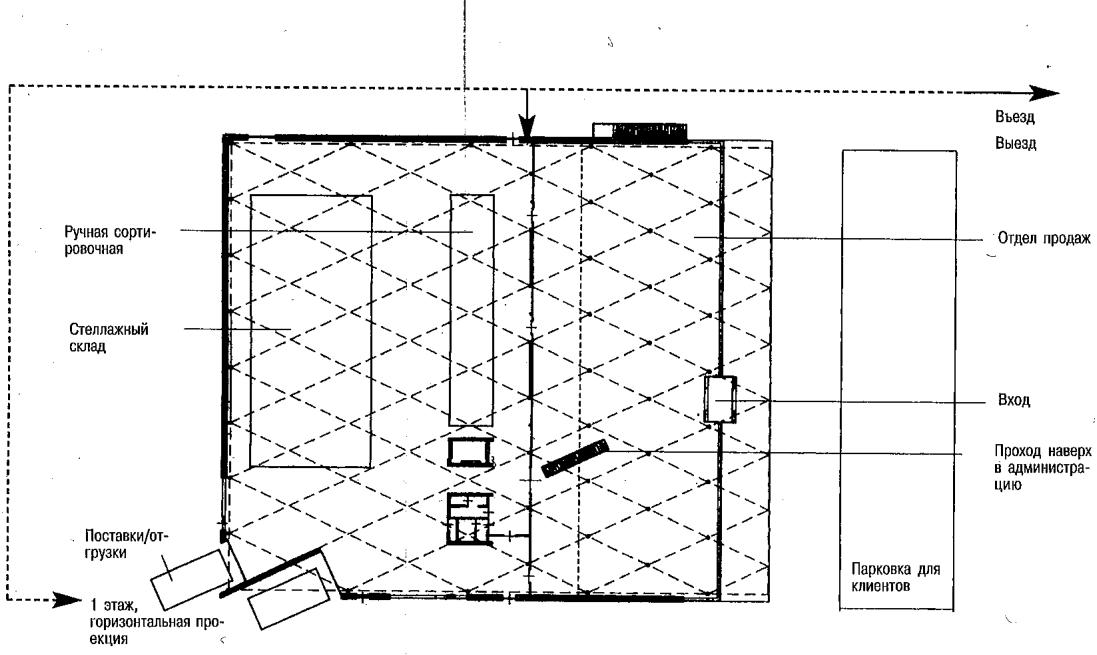 Въезд
Выезд
Ручная сорти-
ровочная
Отдел продаж
Стеллажный
склад
Вход
Проход наверх
в администра-
цию
Поставки/от-
грузки
Парковка для
клиентов
1 этаж,
горизонтальная про-
екция